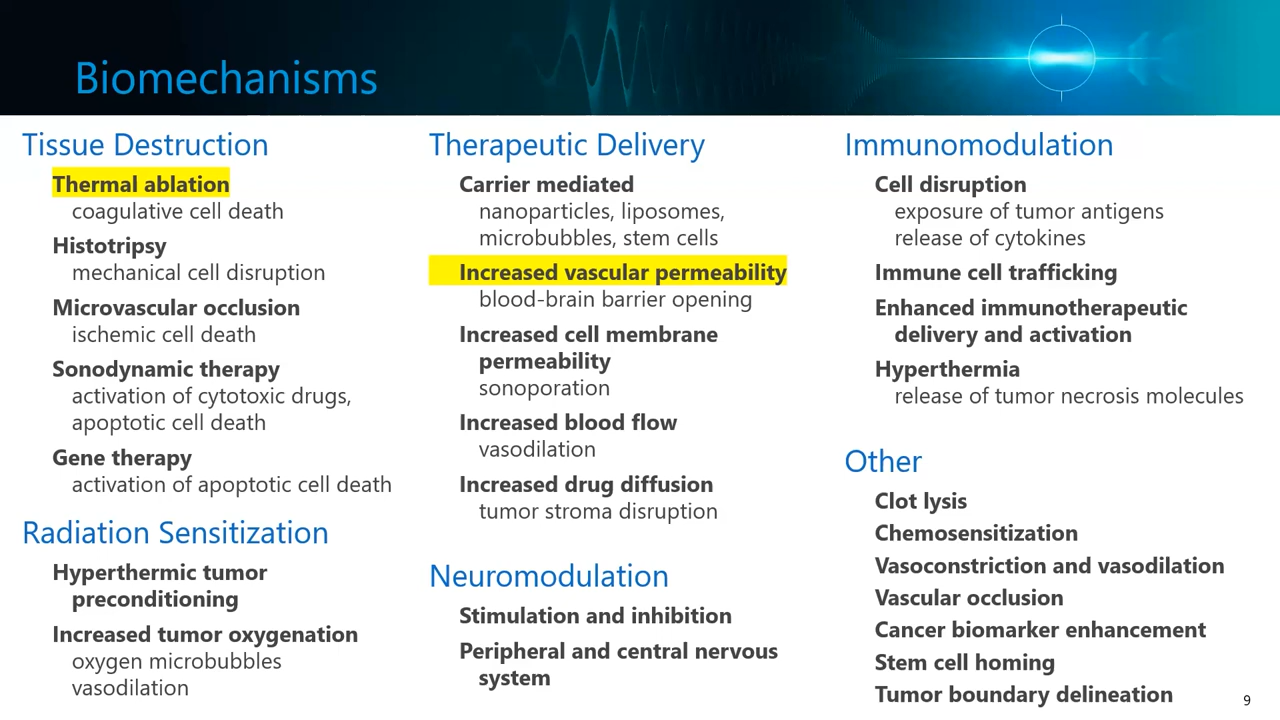 Biomechanisms
Tissue Destruction
Thermal ablation
coagulative cell death
Histotripsy
mechanical cell disruption
Microvascular occlusion
ischemic cell death
Sonodynamic therapy
activation of cytotoxic drugs,
apoptotic cell death
Gene therapy
activation of apoptotic cell death
Radiation Sensitization
Hyperthermic tumor
preconditioning
Increased tumor oxygenation
oxygen microbubbles
vasodilation
Therapeutic Delivery
Carrier mediated
nanoparticles, liposomes,
microbubbles, stem cells
Increased vascular permeability
blood-brain barrier opening
Increased cell membrane
permeability
sonoporation
Increased blood flow
vasodilation
Increased drug diffusion
tumor stroma disruption
Neuromodulation
Stimulation and inhibition
Peripheral and central nervous
system
Immunomodulation
Cell disruption
exposure of tumor antigens
release of cytokines
Immune cell trafficking
Enhanced immunotherapeutic
delivery and activation
Hyperthermia
release of tumor necrosis molecules
Other
Clot lysis
Chemosensitization
Vasoconstriction and vasodilation
Vascular occlusion
Cancer biomarker enhancement
Stem cell homing
Tumor boundary delineation
9